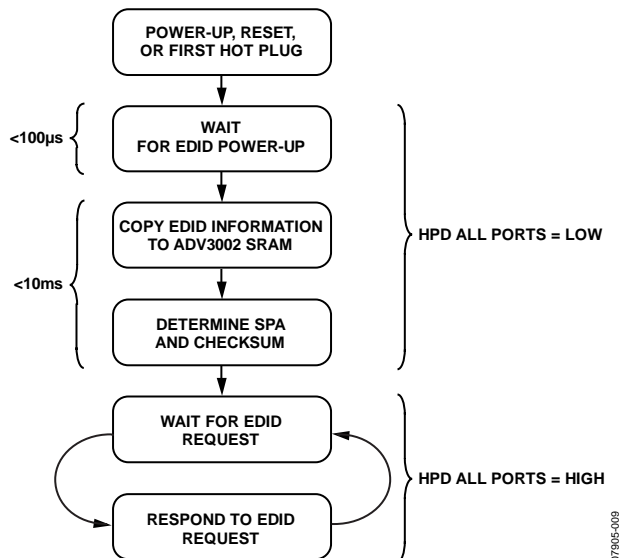 POWER-UP, RESET,
OR FIRST HOT PLUG
<100µs
WAIT
FOR EDID POWER-UP
COPY EDID INFORMATION
TO ADV3002 SRAM
HPD ALL PORTS = LOW
<10ms
DETERMINE SPA
AND CHECKSUM
WAIT FOR EDID
REQUEST
HPD ALL PORTS = HIGH
RESPOND TO EDID
REQUEST
07905-009